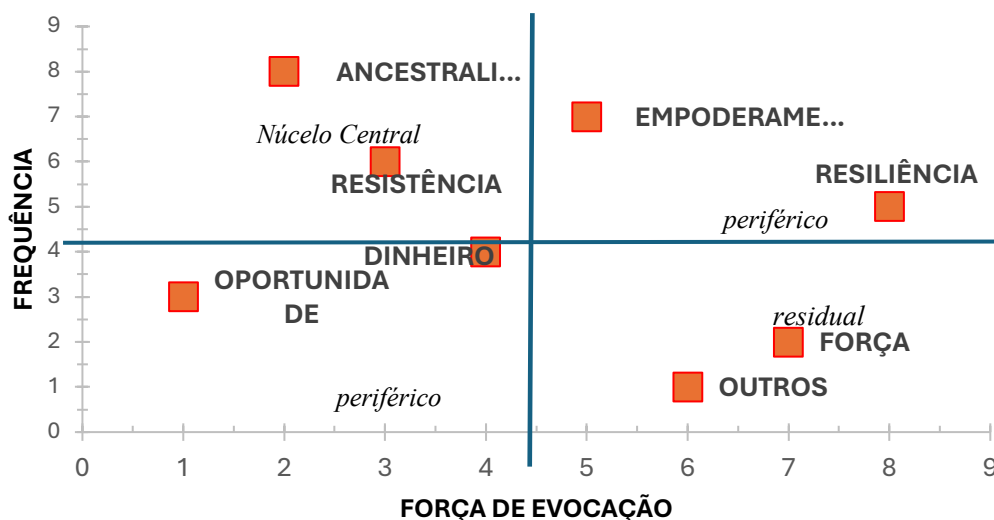 9
8
ANCESTRALI...
7
EMPODERAME...
Núcelo Central
6
RESISTÊNCIA
RESILIÊNCIA
5
periférico
4
DINHEIRO
3
OPORTUNIDA
DE
2
residual
FORÇA
1
OUTROS
periférico
0
0 1 2 3 4 5 6 7 8 9
FREQUÊNCIA
FORÇA DE EVOCAÇÃO